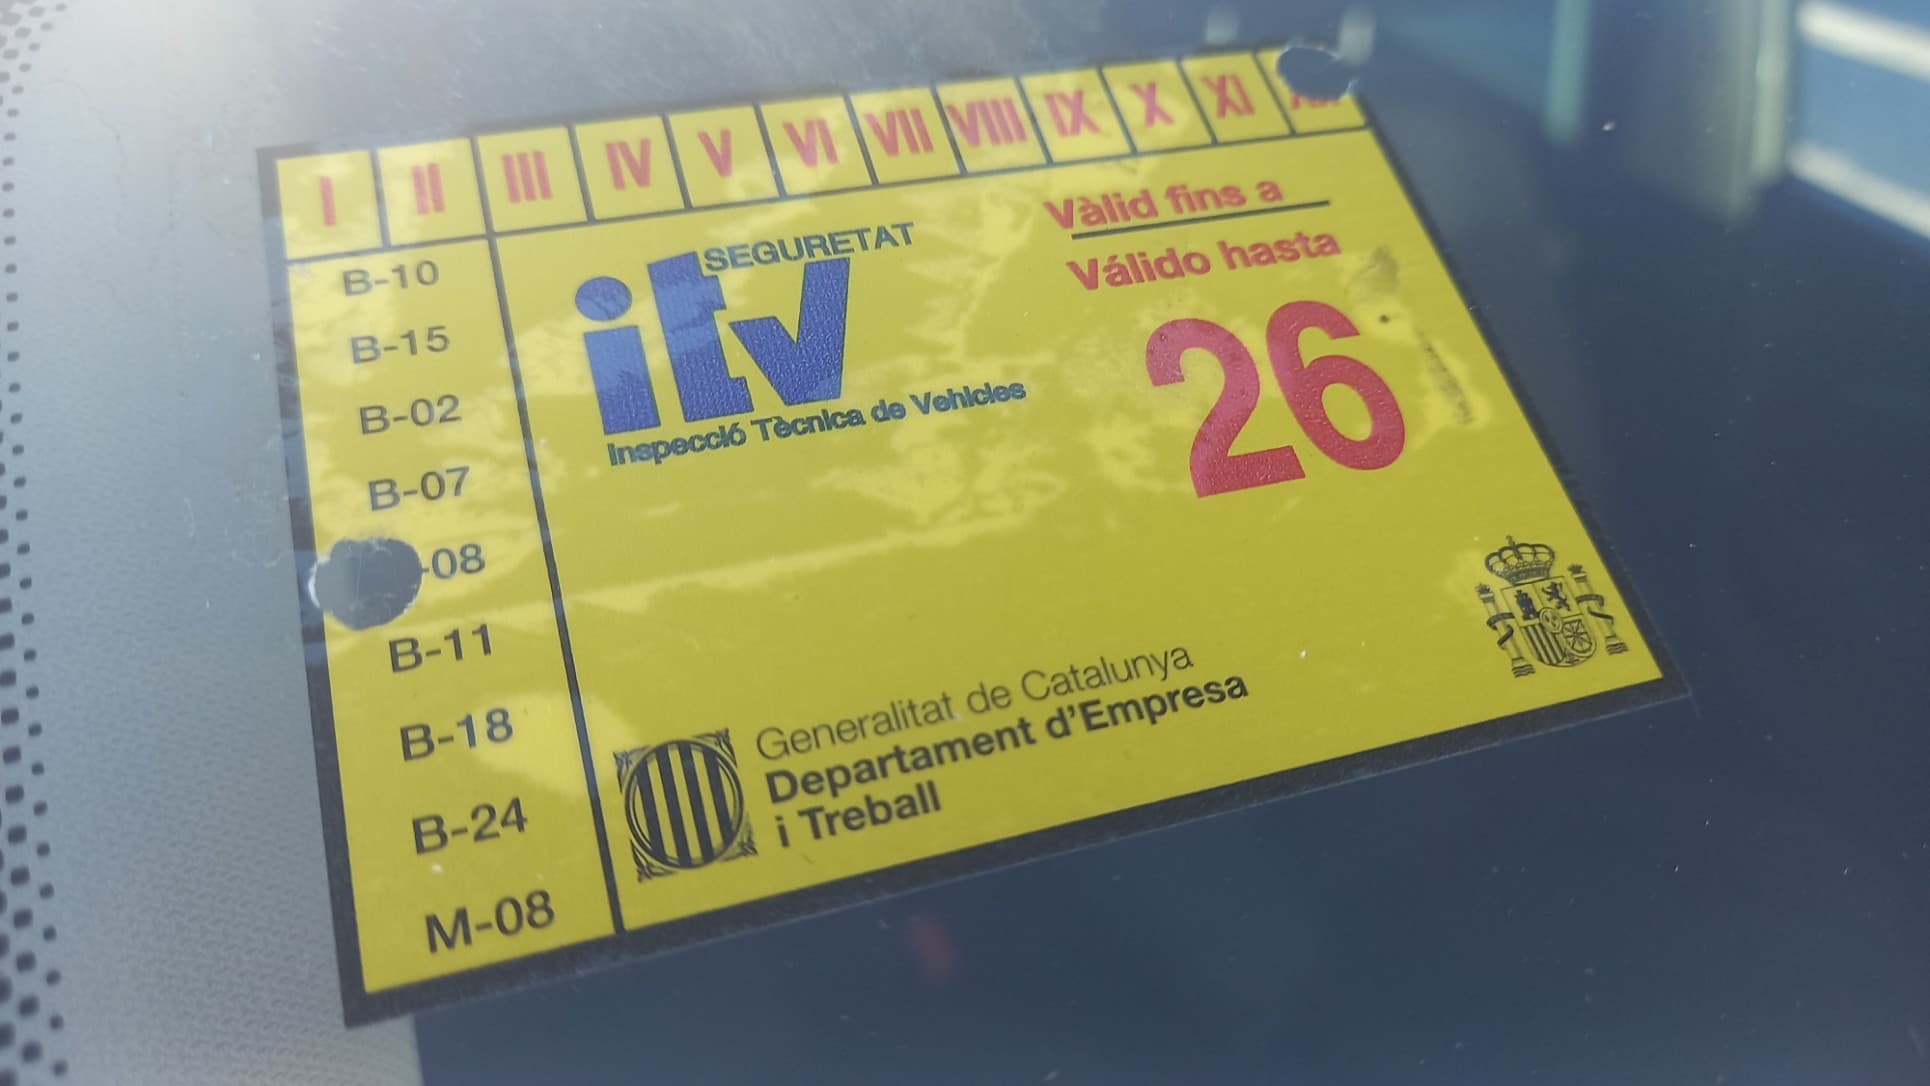 I II III IV V VI VII VIII IX X XI
B-10
B-15
B-02
B-07
-08
B-11
B-18
B-24
M-08
SEGURETAT
itv
Inspecció Tècnica de Vehicles
Vàlid fins a
Válido hasta
26
Generalitat de Catalunya
Departament d'Empresa
i Treball